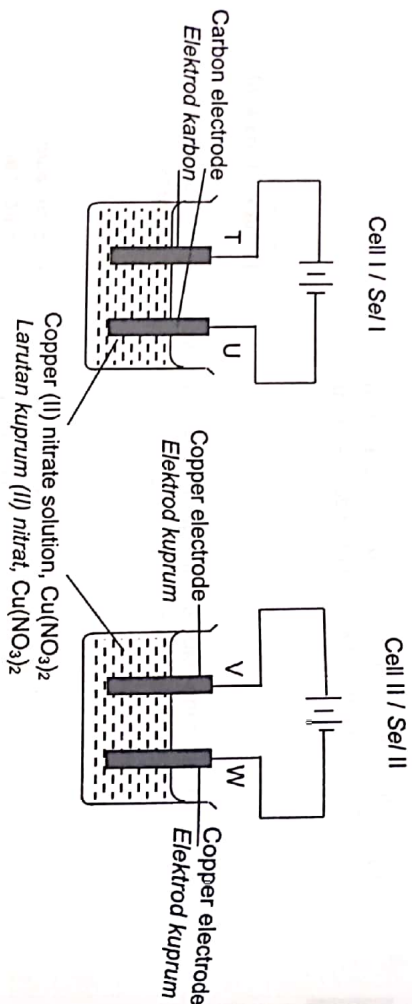 Cell I / Sel I
Cell II / Sel II
T
U
V
W
Carbon electrode
Elektrod karbon
Copper electrode
Elektrod kuprum
Copper electrode
Elektrod kuprum
Copper (II) nitrate solution, Cu(NO₃)₂
Larutan kuprum (II) nitrat, Cu(NO₃)₂